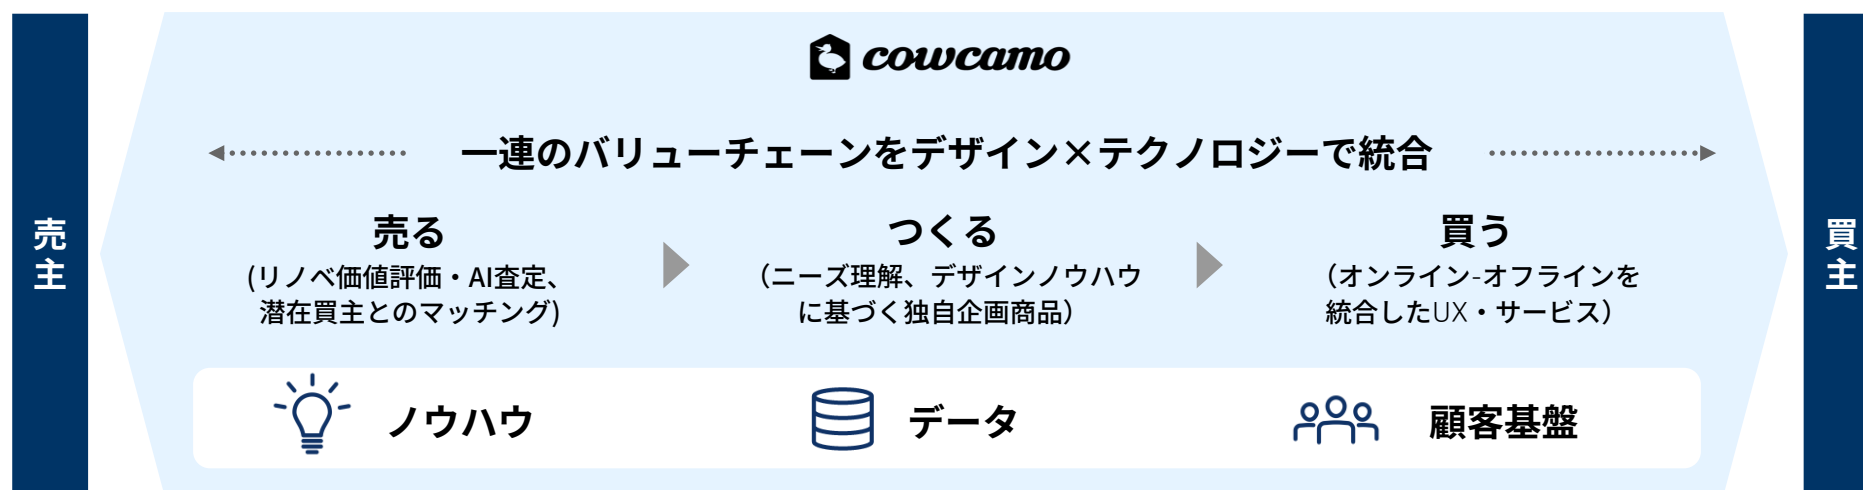 cowcamo
一連のバリューチェーンをデザイン×テクノロジーで統合
売主
売る
(リノベ価値評価・AI査定、
潜在買主とのマッチング)
つくる
（ニーズ理解、デザインノウハウ
に基づく独自企画商品）
買う
（オンライン-オフラインを
統合したUX・サービス）
買主
ノウハウ
データ
顧客基盤